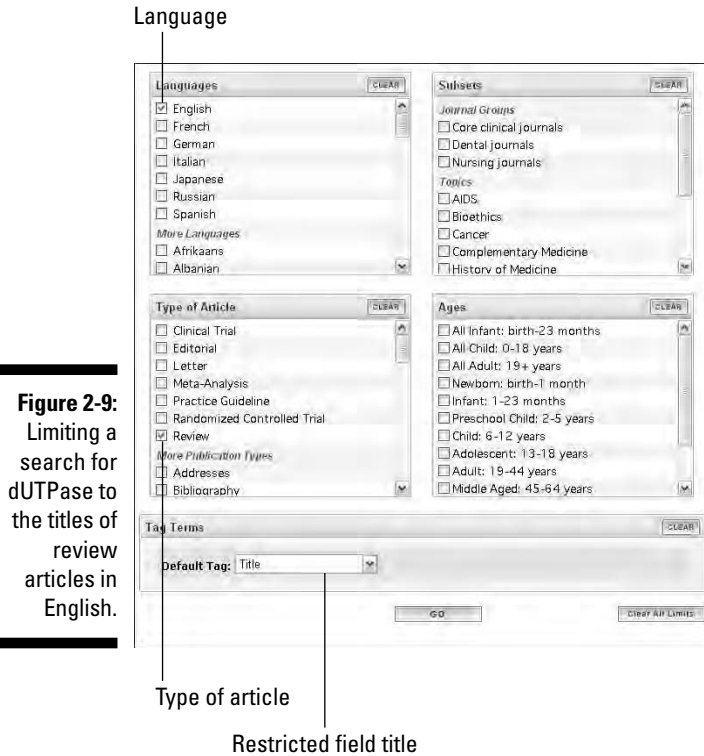 Language
Languages CLEAR
English
French
German
Italian
Japanese
Russian
Spanish
More Languages
Afrikaans
Albanian
Subsets CLEAR
Journal Groups
Core clinical journals
Dental journals
Nursing journals
Topics
AIDS
Bioethics
Cancer
Complementary Medicine
History of Medicine
Type of Article CLEAR
Clinical Trial
Editorial
Letter
Meta-Analysis
Practice Guideline
Randomized Controlled Trial
Review
More Publication Types
Addresses
Bibliography
Ages CLEAR
All Infant: birth-23 months
All Child: 0-18 years
All Adult: 19+ years
Newborn: birth-1 month
Infant: 1-23 months
Preschool Child: 2-5 years
Child: 6-12 years
Adolescent: 13-18 years
Adult: 19-44 years
Middle Aged: 45-64 years
Tag Terms CLEAR
Default Tag: Title
GO Clear All Limits
Type of article
Restricted field title
Figure 2-9:
Limiting a
search for
dUTPase to
the titles of
review
articles in
English.